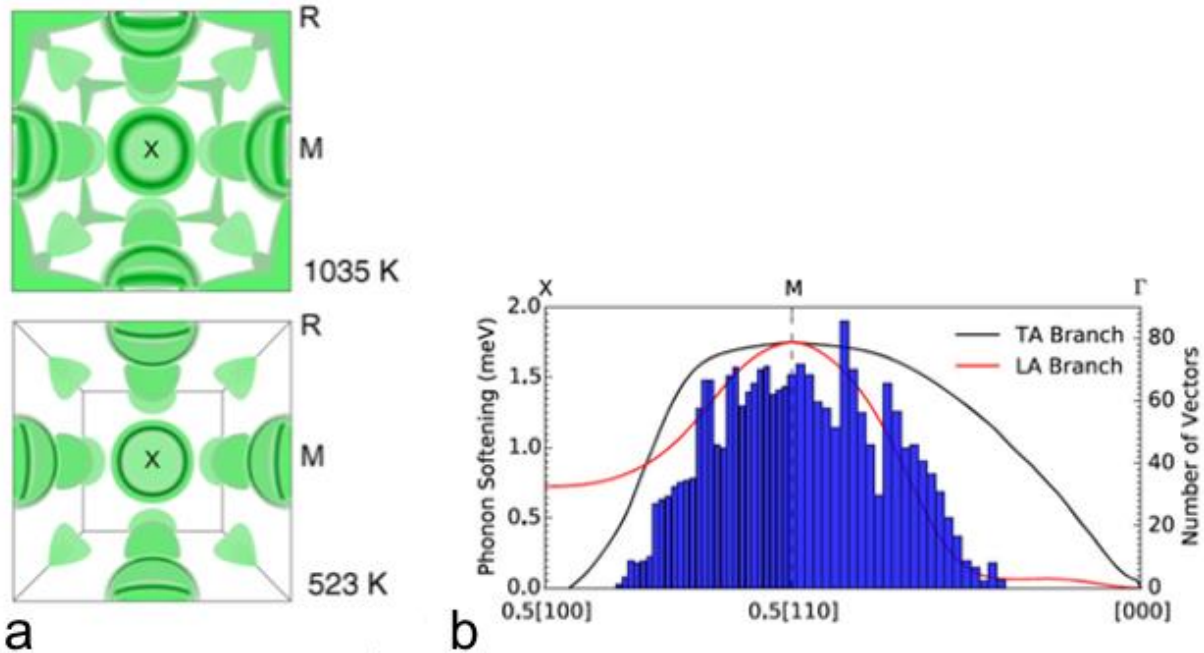 R
X
M
1035 K
R
X
M
523 K
a
X M Γ
Phonon Softening (meV)
2.0
1.5
1.0
0.5
0.0
TA Branch
LA Branch
80
60
40
20
0
Number of Vectors
0.5[100] 0.5[110] [000]
b